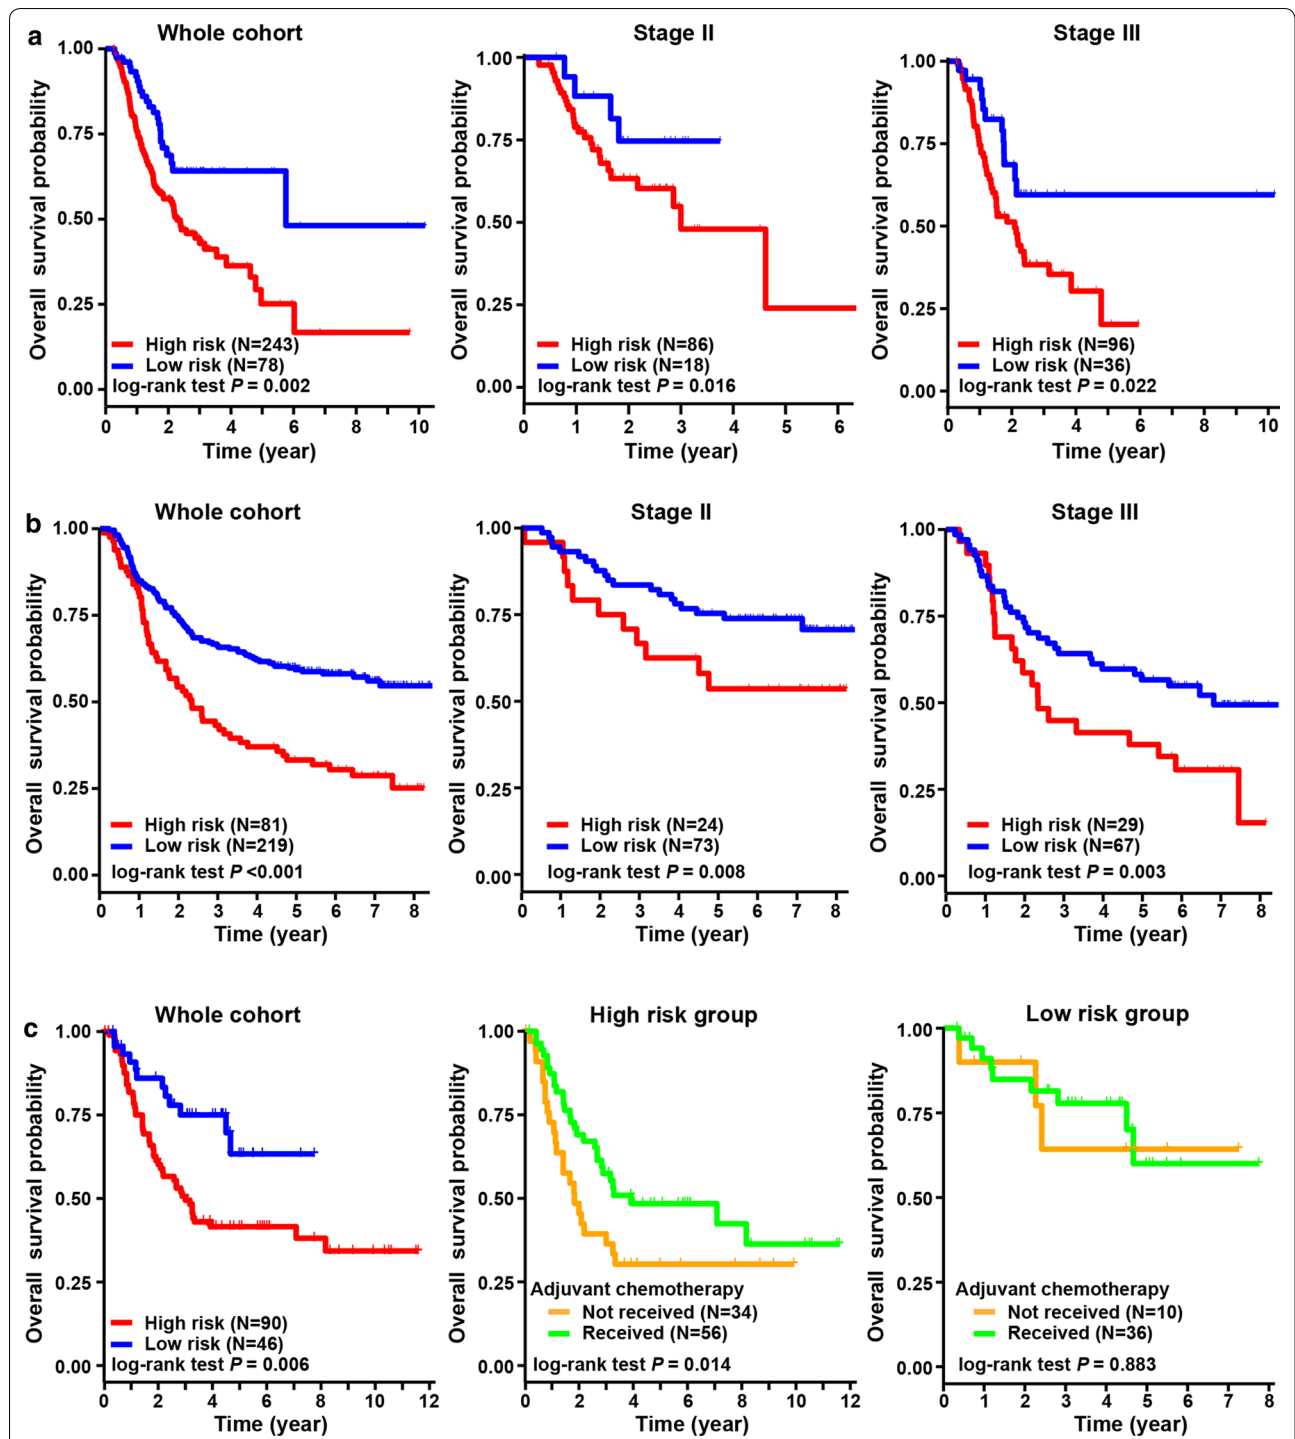 a
Whole cohort
Overall survival probability
1.00
0.75
0.50
0.25
0.00
High risk (N=243)
Low risk (N=78)
log-rank test P = 0.002
0 2 4 6 8 10
Time (year)
Stage II
Overall survival probability
1.00
0.75
0.50
0.25
0.00
High risk (N=86)
Low risk (N=18)
log-rank test P = 0.016
0 1 2 3 4 5 6
Time (year)
Stage III
Overall survival probability
1.00
0.75
0.50
0.25
0.00
High risk (N=96)
Low risk (N=36)
log-rank test P = 0.022
0 2 4 6 8 10
Time (year)
b
Whole cohort
Overall survival probability
1.00
0.75
0.50
0.25
0.00
High risk (N=81)
Low risk (N=219)
log-rank test P <0.001
0 1 2 3 4 5 6 7 8
Time (year)
Stage II
Overall survival probability
1.00
0.75
0.50
0.25
0.00
High risk (N=24)
Low risk (N=73)
log-rank test P = 0.008
0 1 2 3 4 5 6 7 8
Time (year)
Stage III
Overall survival probability
1.00
0.75
0.50
0.25
0.00
High risk (N=29)
Low risk (N=67)
log-rank test P = 0.003
0 1 2 3 4 5 6 7 8
Time (year)
c
Whole cohort
Overall survival probability
1.00
0.75
0.50
0.25
0.00
High risk (N=90)
Low risk (N=46)
log-rank test P = 0.006
0 2 4 6 8 10 12
Time (year)
High risk group
Overall survival probability
1.00
0.75
0.50
0.25
0.00
Adjuvant chemotherapy
Not received (N=34)
Received (N=56)
log-rank test P = 0.014
0 2 4 6 8 10 12
Time (year)
Low risk group
Overall survival probability
1.00
0.75
0.50
0.25
0.00
Adjuvant chemotherapy
Not received (N=10)
Received (N=36)
log-rank test P = 0.883
0 1 2 3 4 5 6 7 8
Time (year)